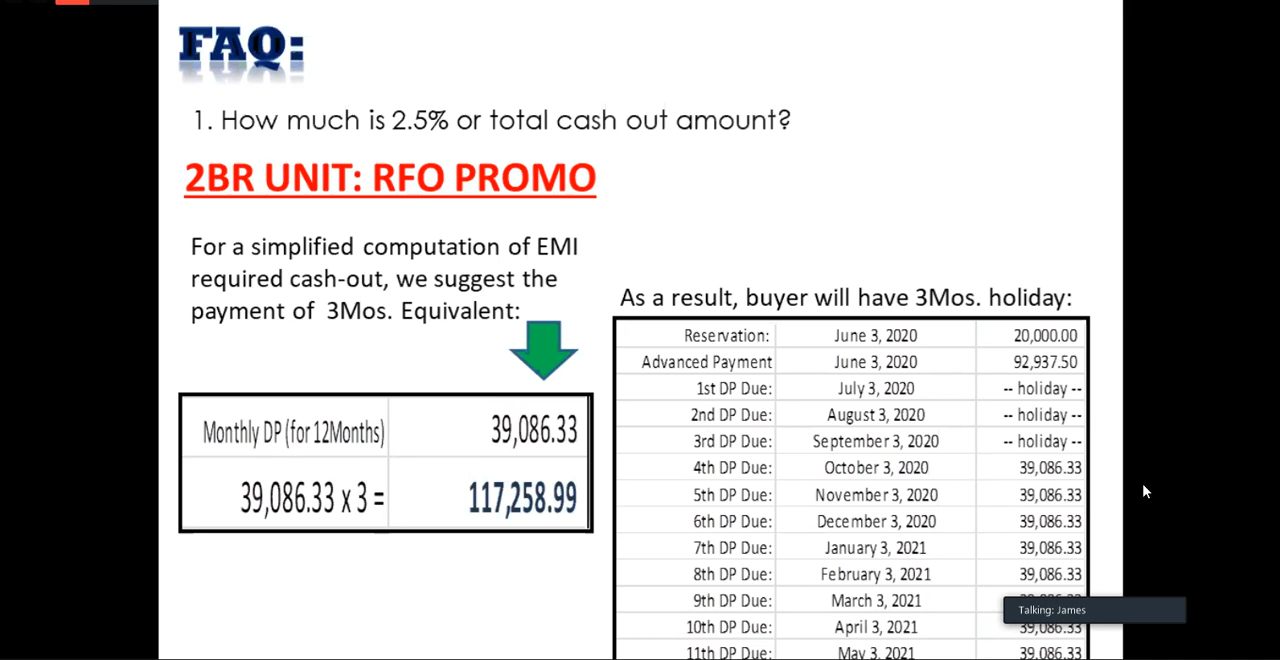 FAQ:
1. How much is 2.5% or total cash out amount?
2BR UNIT: RFO PROMO
For a simplified computation of EMI
required cash-out, we suggest the
payment of 3Mos. Equivalent:
Monthly DP (for 12Months) 39,086.33
39,086.33 x 3 = 117,258.99
As a result, buyer will have 3Mos. holiday:
Reservation: June 3, 2020 20,000.00
Advanced Payment June 3, 2020 92,937.50
1st DP Due: July 3, 2020 -- holiday --
2nd DP Due: August 3, 2020 -- holiday --
3rd DP Due: September 3, 2020 -- holiday --
4th DP Due: October 3, 2020 39,086.33
5th DP Due: November 3, 2020 39,086.33
6th DP Due: December 3, 2020 39,086.33
7th DP Due: January 3, 2021 39,086.33
8th DP Due: February 3, 2021 39,086.33
9th DP Due: March 3, 2021
Talking: James
10th DP Due: April 3, 2021 39,086.33
11th DP Due: May 3, 2021 39,086.33